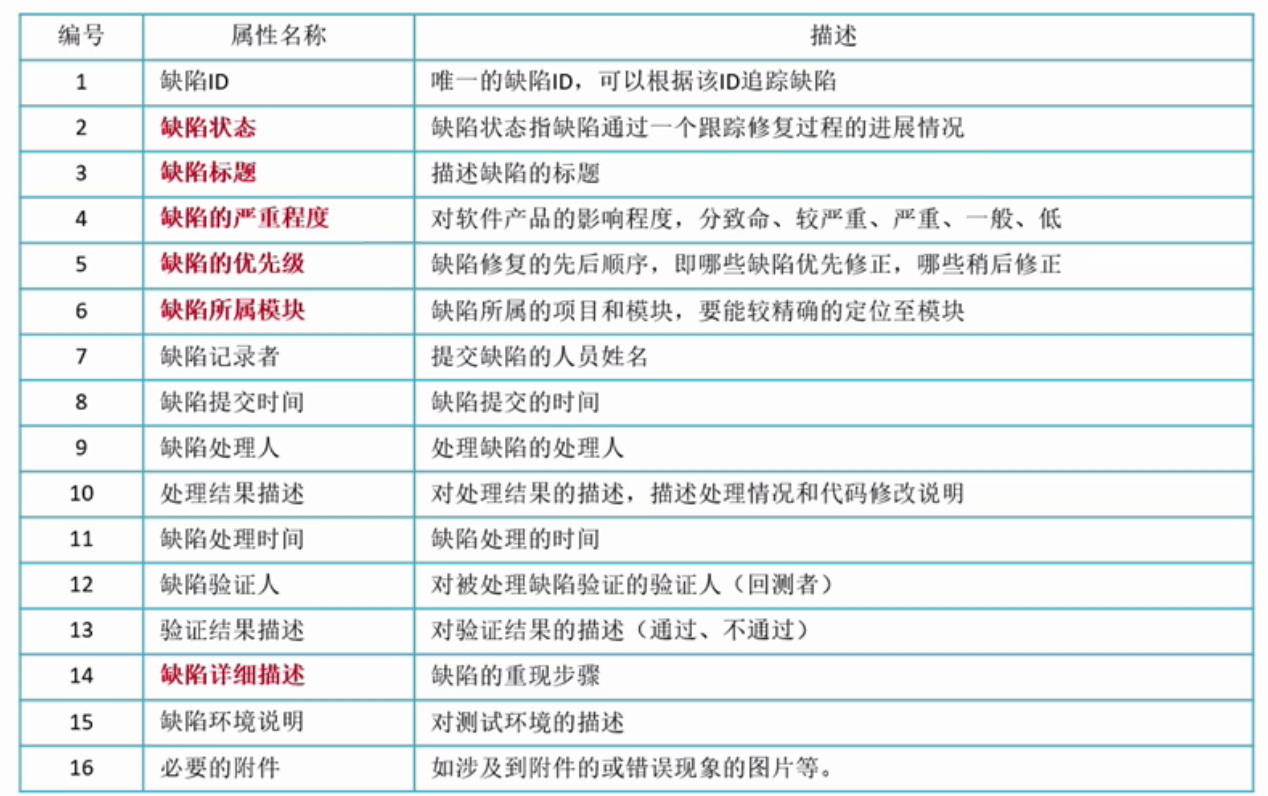 编号 属性名称 描述
1 缺陷ID 唯一的缺陷ID，可以根据该ID追踪缺陷
2 缺陷状态 缺陷状态指缺陷通过一个跟踪修复过程的进展情况
3 缺陷标题 描述缺陷的标题
4 缺陷的严重程度 对软件产品的影响程度，分致命、较严重、严重、一般、低
5 缺陷的优先级 缺陷修复的先后顺序，即哪些缺陷优先修正，哪些稍后修正
6 缺陷所属模块 缺陷所属的项目和模块，要能较精确的定位至模块
7 缺陷记录者 提交缺陷的人员姓名
8 缺陷提交时间 缺陷提交的时间
9 缺陷处理人 处理缺陷的处理人
10 处理结果描述 对处理结果的描述，描述处理情况和代码修改说明
11 缺陷处理时间 缺陷处理的时间
12 缺陷验证人 对被处理缺陷验证的验证人（回测者）
13 验证结果描述 对验证结果的描述（通过、不通过）
14 缺陷详细描述 缺陷的重现步骤
15 缺陷环境说明 对测试环境的描述
16 必要的附件 如涉及到附件的或错误现象的图片等。